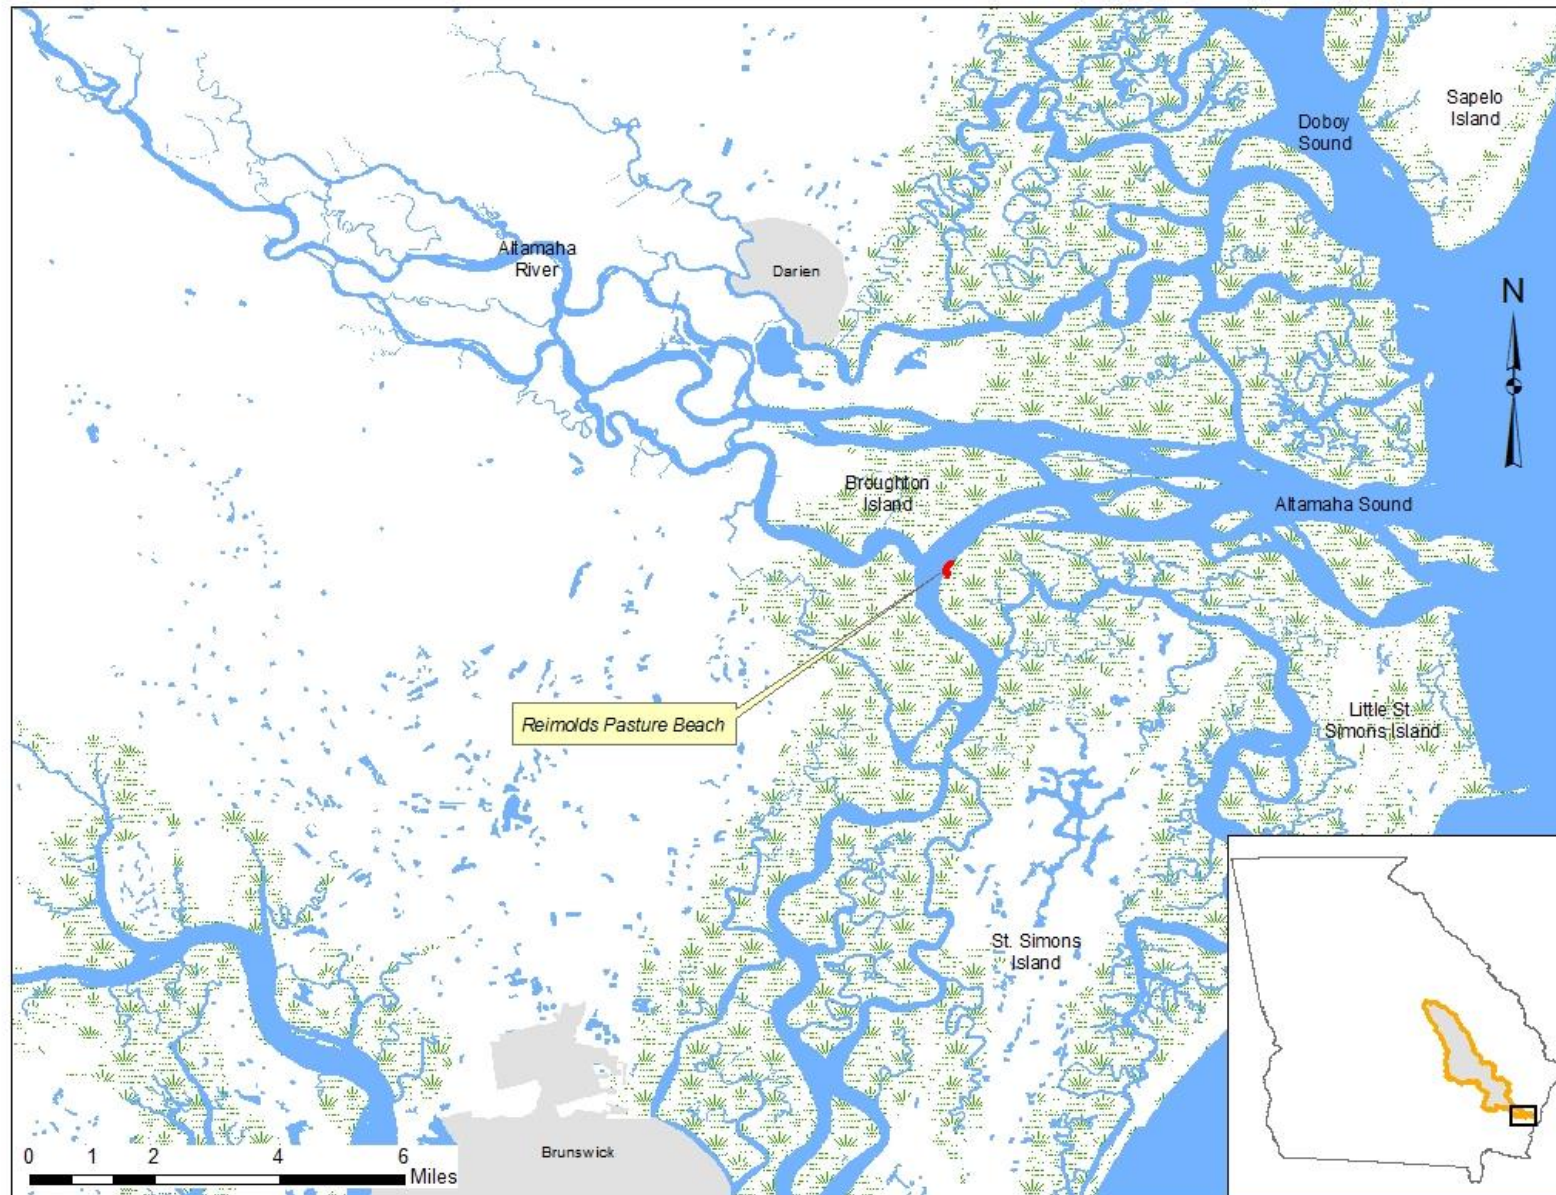 Sapelo
Island
Doboy
Sound
Altamaha
River
Darien
N
Broughton
Island
Altamaha Sound
Reimolds Pasture Beach
Little St.
Simons Island
St. Simons
Island
Brunswick
0 1 2 4 6
Miles